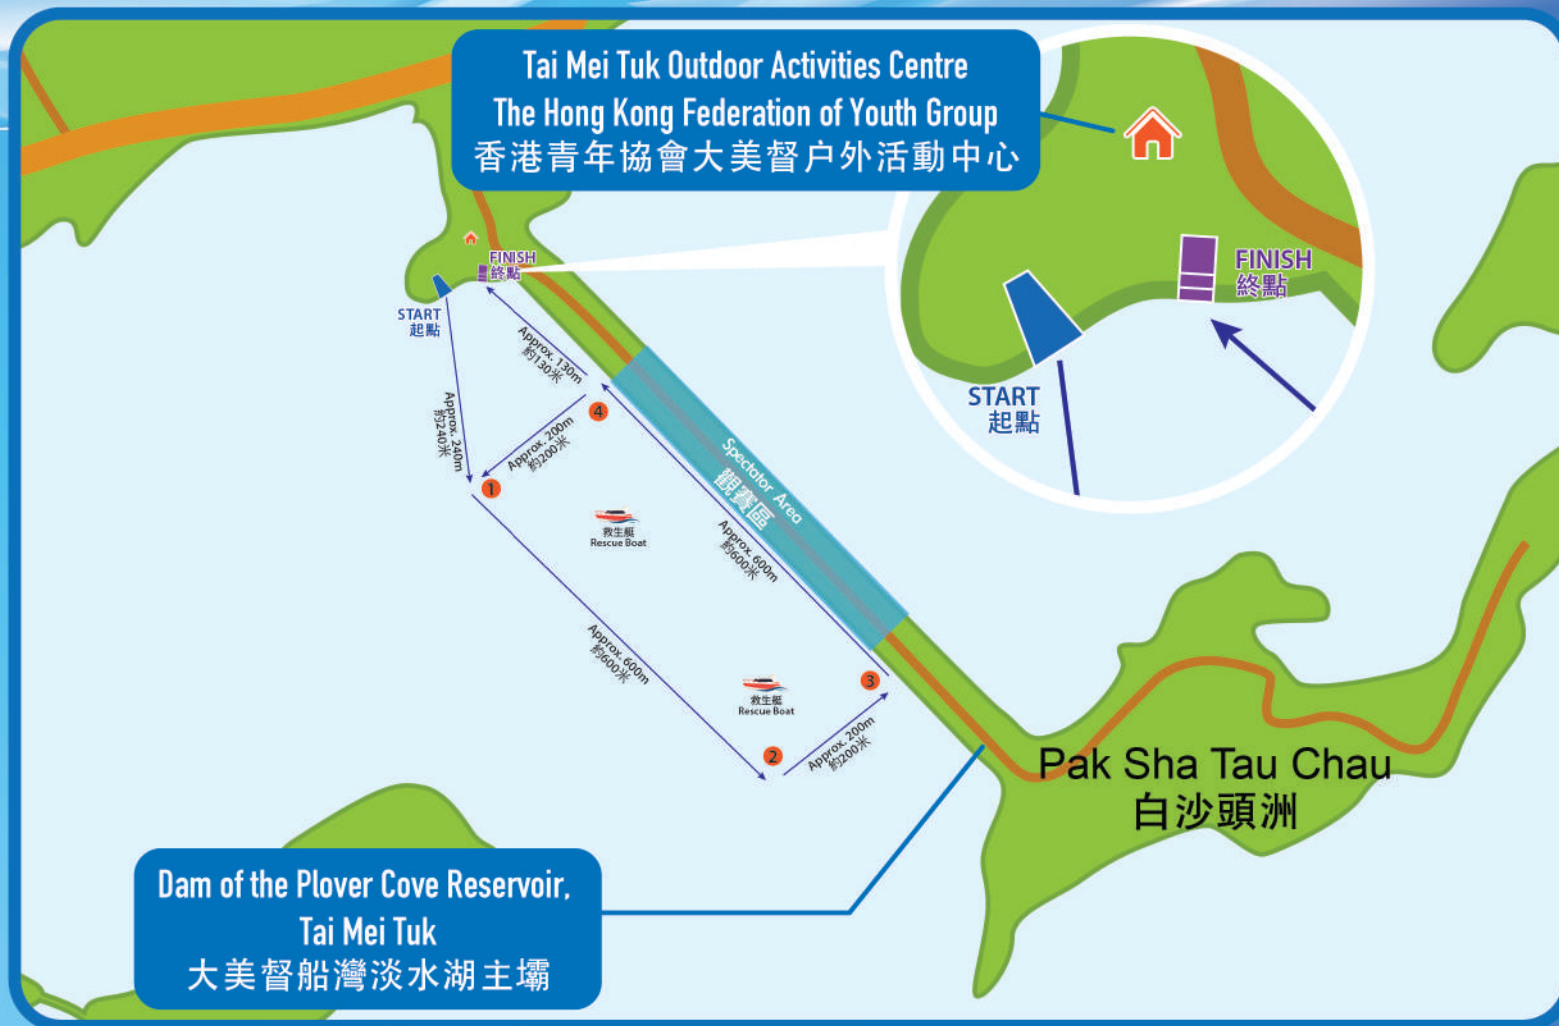 Tai Mei Tuk Outdoor Activities Centre
The Hong Kong Federation of Youth Group
香港青年協會大美督户外活動中心
FINISH
終點
START
起點
FINISH
終點
START
起點
Approx. 130m
約130米
Approx. 240m
約240米
Approx. 200m
約200米
4
1
Spectator Area
觀賽區
救生艇
Rescue Boat
Approx. 600m
約600米
Approx. 600m
約600米
救生艇
Rescue Boat
3
2
Approx. 200m
約200米
Pak Sha Tau Chau
白沙頭洲
Dam of the Plover Cove Reservoir,
Tai Mei Tuk
大美督船灣淡水湖主壩